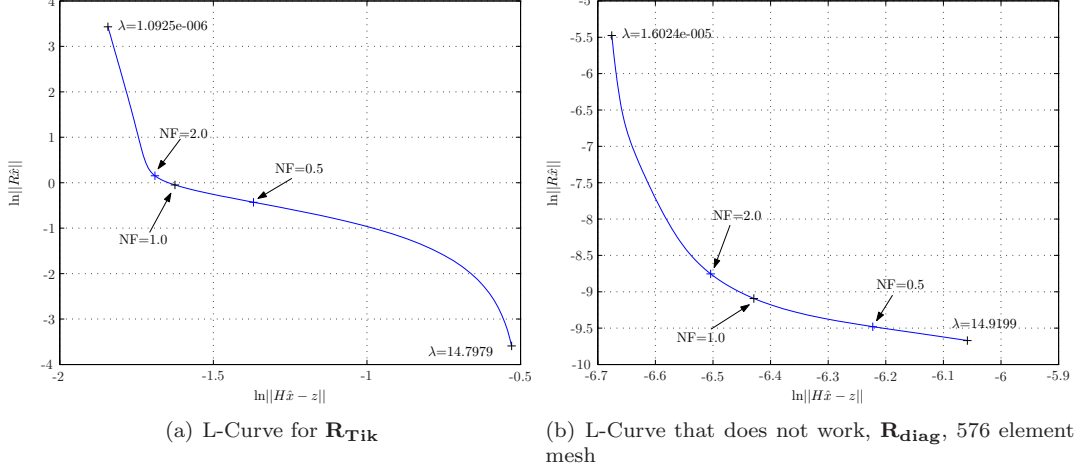 4
3
2
1
0
-1
-2
-3
-4
-2
-1.5
-1
-0.5
ln||Rx̂||
ln||Hx̂ − z||
λ=1.0925e-006
NF=2.0
NF=0.5
NF=1.0
λ=14.7979
(a) L-Curve for R_Tik
-5
-5.5
-6
-6.5
-7
-7.5
-8
-8.5
-9
-9.5
-10
-6.7
-6.6
-6.5
-6.4
-6.3
-6.2
-6.1
-6
-5.9
ln||Rx̂||
ln||Hx̂ − z||
λ=1.6024e-005
NF=2.0
NF=0.5
NF=1.0
λ=14.9199
(b) L-Curve that does not work, R_diag, 576 element
mesh